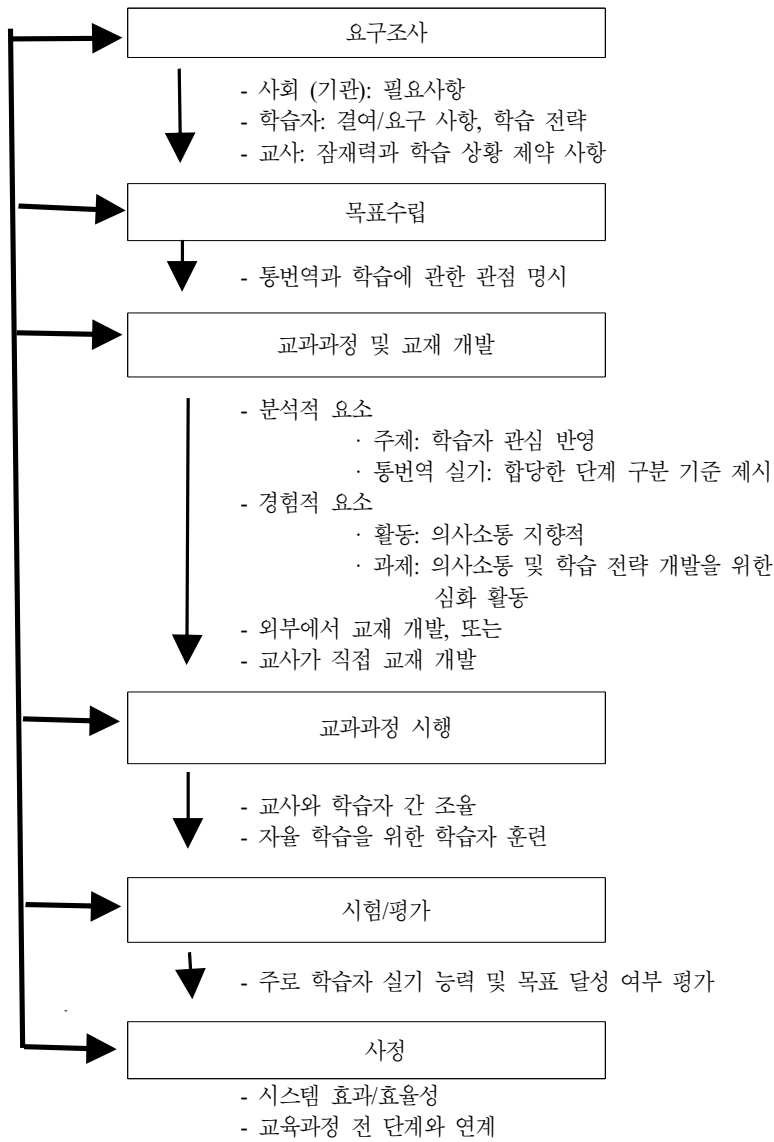 요구조사
- 사회 (기관): 필요사항
- 학습자: 결여/요구 사항, 학습 전략
- 교사: 잠재력과 학습 상황 제약 사항
목표수립
- 통번역과 학습에 관한 관점 명시
교과과정 및 교재 개발
- 분석적 요소
· 주제: 학습자 관심 반영
· 통번역 실기: 합당한 단계 구분 기준 제시
- 경험적 요소
· 활동: 의사소통 지향적
· 과제: 의사소통 및 학습 전략 개발을 위한
심화 활동
- 외부에서 교재 개발, 또는
- 교사가 직접 교재 개발
교과과정 시행
- 교사와 학습자 간 조율
- 자율 학습을 위한 학습자 훈련
시험/평가
- 주로 학습자 실기 능력 및 목표 달성 여부 평가
사정
- 시스템 효과/효율성
- 교육과정 전 단계와 연계